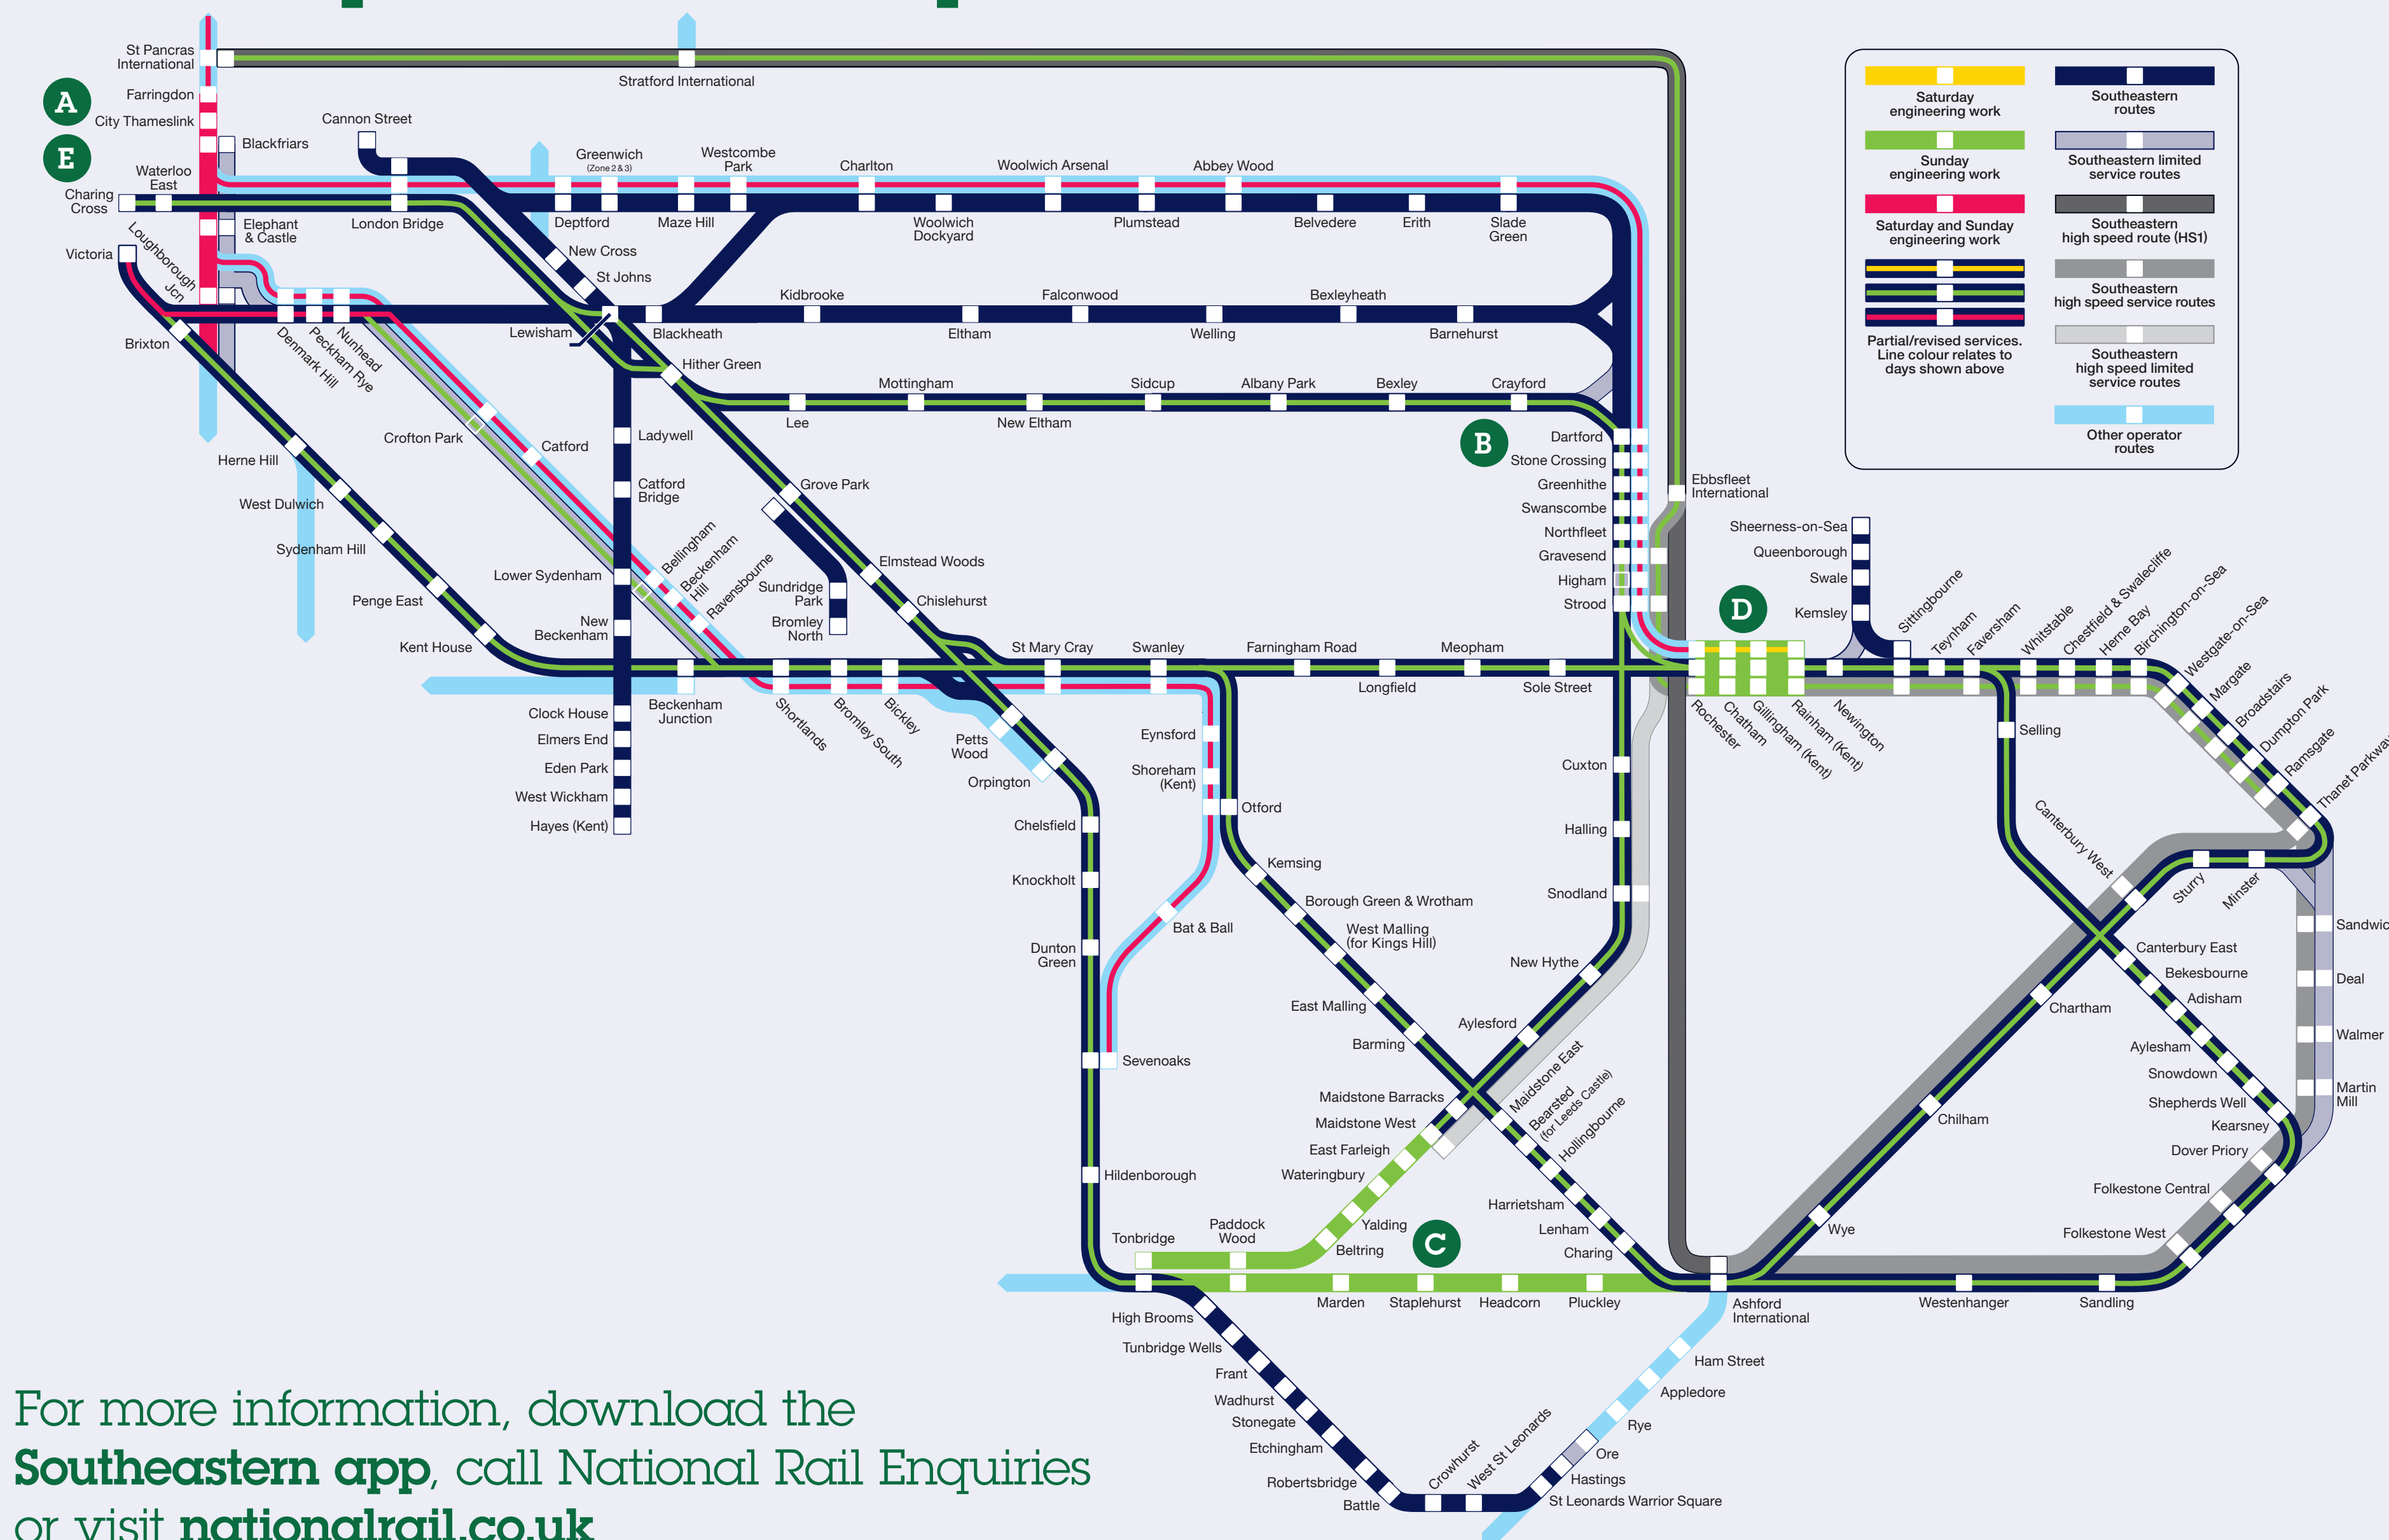 St Pancras
International
Stratford International
A
Farringdon
City Thameslink
E
Blackfriars
Cannon Street
Waterloo
East
Charing
Cross
Elephant
& Castle
London Bridge
Victoria
Loughborough
Jcn
Greenwich
(Zone 2 & 3)
Westcombe
Park
Charlton
Woolwich Arsenal
Abbey Wood
Deptford
Maze Hill
Woolwich
Dockyard
Plumstead
Belvedere
Erith
Slade
Green
New Cross
St Johns
Lewisham
Blackheath
Kidbrooke
Eltham
Falconwood
Welling
Bexleyheath
Barnehurst
Brixton
Denmark Hill
Peckham Rye
Nunhead
Hither Green
Lee
Mottingham
New Eltham
Sidcup
Albany Park
Bexley
Crayford
Crofton Park
Catford
Ladywell
Catford
Bridge
Herne Hill
West Dulwich
Sydenham Hill
Penge East
Kent House
Lower Sydenham
New
Beckenham
Bellingham
Beckenham
Hill
Ravensbourne
Grove Park
Sundridge
Park
Bromley
North
Elmstead Woods
Chislehurst
B
Dartford
Stone Crossing
Greenhithe
Swanscombe
Northfleet
Gravesend
Higham
Strood
Ebbsfleet
International
Saturday
engineering work
Southeastern
routes
Sunday
engineering work
Southeastern limited
service routes
Saturday and Sunday
engineering work
Southeastern
high speed route (HS1)
Southeastern
high speed service routes
Partial/revised services.
Line colour relates to
days shown above
Southeastern
high speed limited
service routes
Other operator
routes
Sheerness-on-Sea
Queenborough
Swale
Kemsley
D
Sittingbourne
Teynham
Faversham
Whitstable
Chestfield & Swalecliffe
Herne Bay
Birchington-on-Sea
Westgate-on-Sea
Margate
Broadstairs
Dumpton Park
Ramsgate
Thanet Parkway
Clock House
Elmers End
Eden Park
West Wickham
Hayes (Kent)
Beckenham
Junction
Shortlands
Bromley South
Bickley
St Mary Cray
Swanley
Farningham Road
Longfield
Meopham
Sole Street
Rochester
Chatham
Gillingham (Kent)
Rainham (Kent)
Newington
Petts
Wood
Orpington
Eynsford
Shoreham
(Kent)
Otford
Chelsfield
Knockholt
Dunton
Green
Bat & Ball
Sevenoaks
Hildenborough
Kemsing
Borough Green & Wrotham
West Malling
(for Kings Hill)
East Malling
Barming
Cuxton
Halling
Snodland
New Hythe
Aylesford
Maidstone Barracks
Maidstone West
East Farleigh
Wateringbury
Yalding
Beltring
Maidstone East
Bearsted
(for Leeds Castle)
Hollingbourne
Harrietsham
Lenham
Charing
C
Tonbridge
Paddock
Wood
Marden
Staplehurst
Headcorn
Pluckley
Ashford
International
Westenhanger
Sandling
Selling
Canterbury West
Sturry
Minster
Canterbury East
Bekesbourne
Adisham
Aylesham
Snowdown
Shepherds Well
Kearsney
Dover Priory
Folkestone Central
Folkestone West
Sandwic
Deal
Walmer
Martin
Mill
Chartham
Chilham
Wye
High Brooms
Tunbridge Wells
Frant
Wadhurst
Stonegate
Etchingham
Robertsbridge
Battle
Crowhurst
West St Leonards
St Leonards Warrior Square
Hastings
Ore
Rye
Appledore
Ham Street
For more information, download the
Southeastern app, call National Rail Enquiries
or visit nationalrail.co.uk